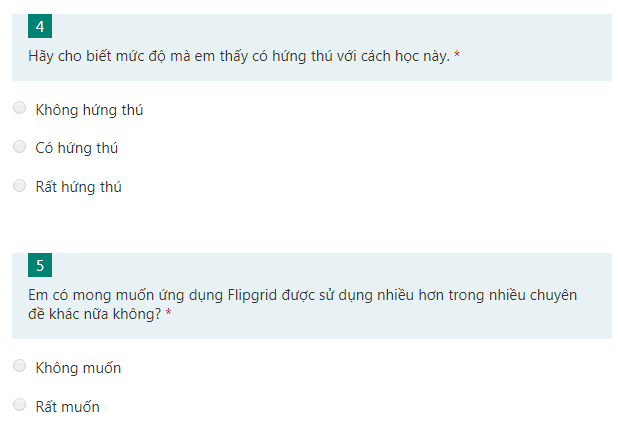 4
Hãy cho biết mức độ mà em thấy có hứng thú với cách học này. *
Không hứng thú
Có hứng thú
Rất hứng thú
5
Em có mong muốn ứng dụng Flipgrid được sử dụng nhiều hơn trong nhiều chuyên
đề khác nữa không? *
Không muốn
Rất muốn